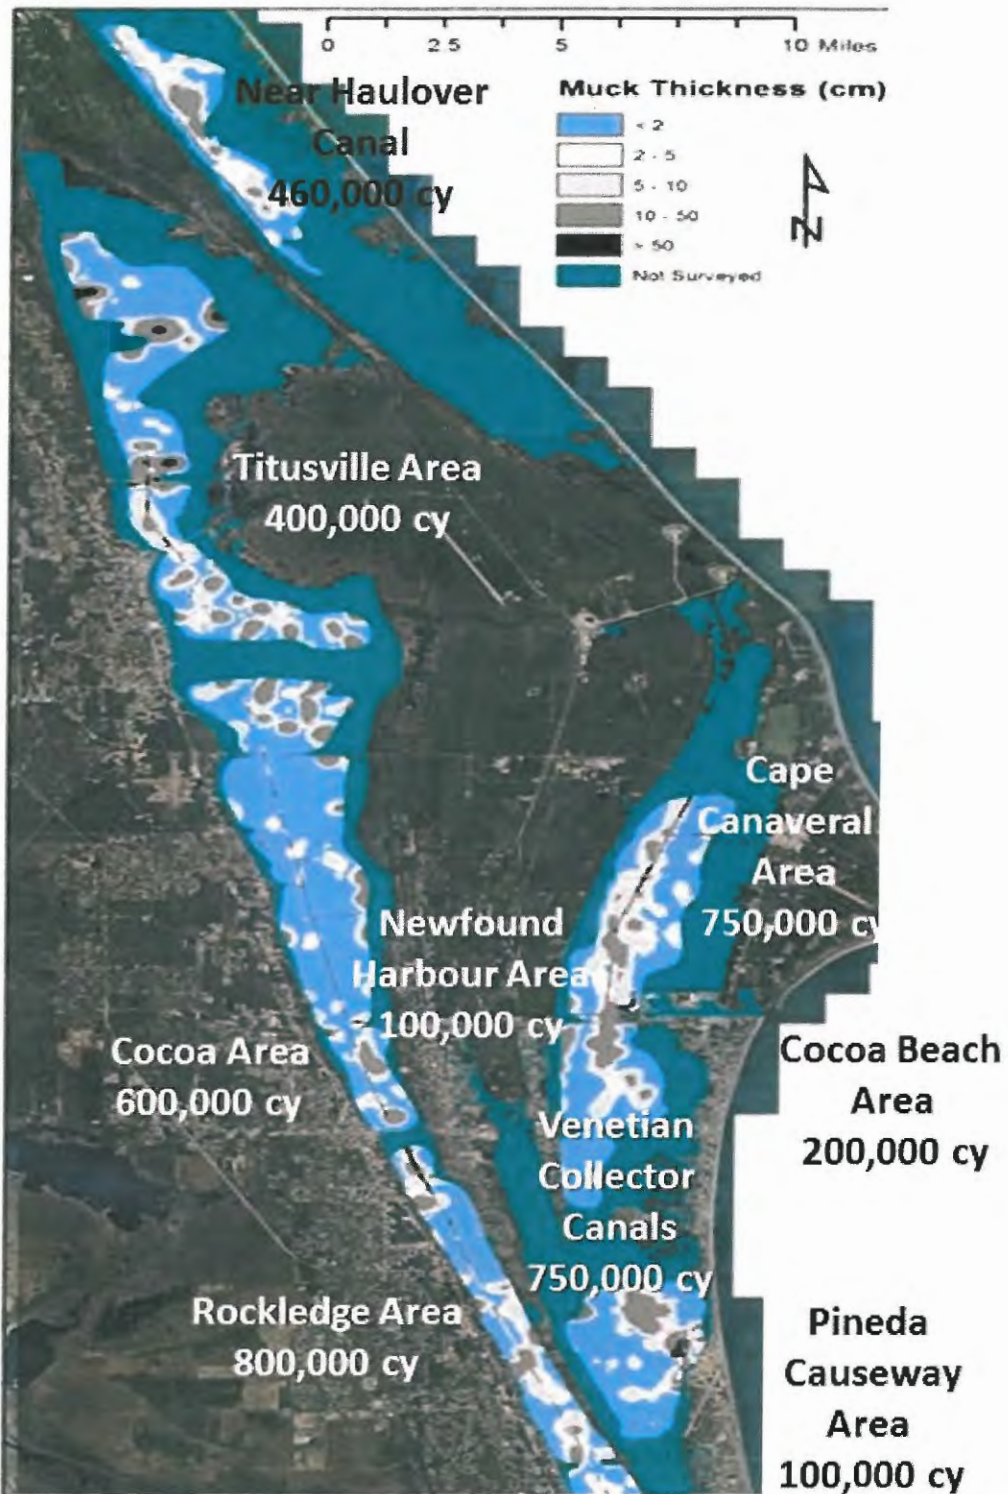 0 2.5 5 10 Miles
Muck Thickness (cm)
< 2
2 - 5
5 - 10
10 - 50
> 50
Not Surveyed
N
Near Haulover
Canal
460,000 cy
Titusville Area
400,000 cy
Cape
Canaveral
Area
750,000 cy
Newfound
Harbour Area
100,000 cy
Cocoa Area
600,000 cy
Cocoa Beach
Area
200,000 cy
Venetian
Collector
Canals
750,000 cy
Rockledge Area
800,000 cy
Pineda
Causeway
Area
100,000 cy